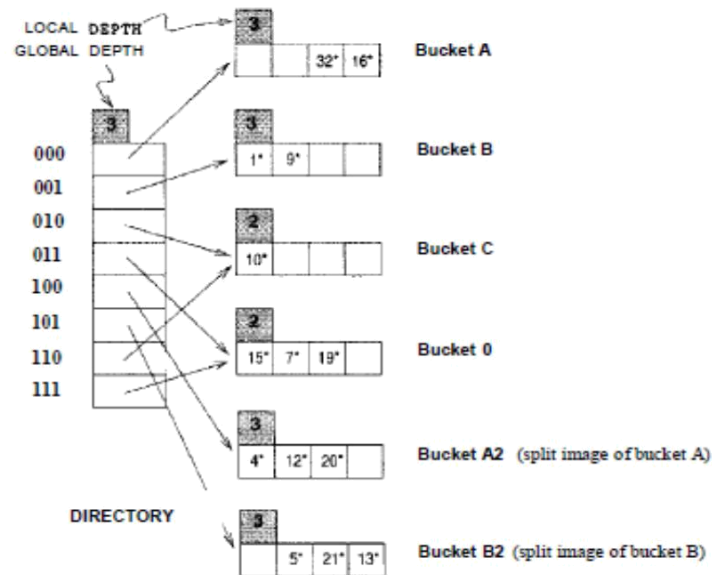 LOCAL DEPTH
GLOBAL DEPTH
3
32* 16*
Bucket A
3
000
001
010
011
100
101
110
111
3
1* 9*
Bucket B
2
10*
Bucket C
2
15* 7* 19*
Bucket 0
3
4* 12* 20*
Bucket A2 (split image of bucket A)
DIRECTORY
3
5* 21* 13*
Bucket B2 (split image of bucket B)